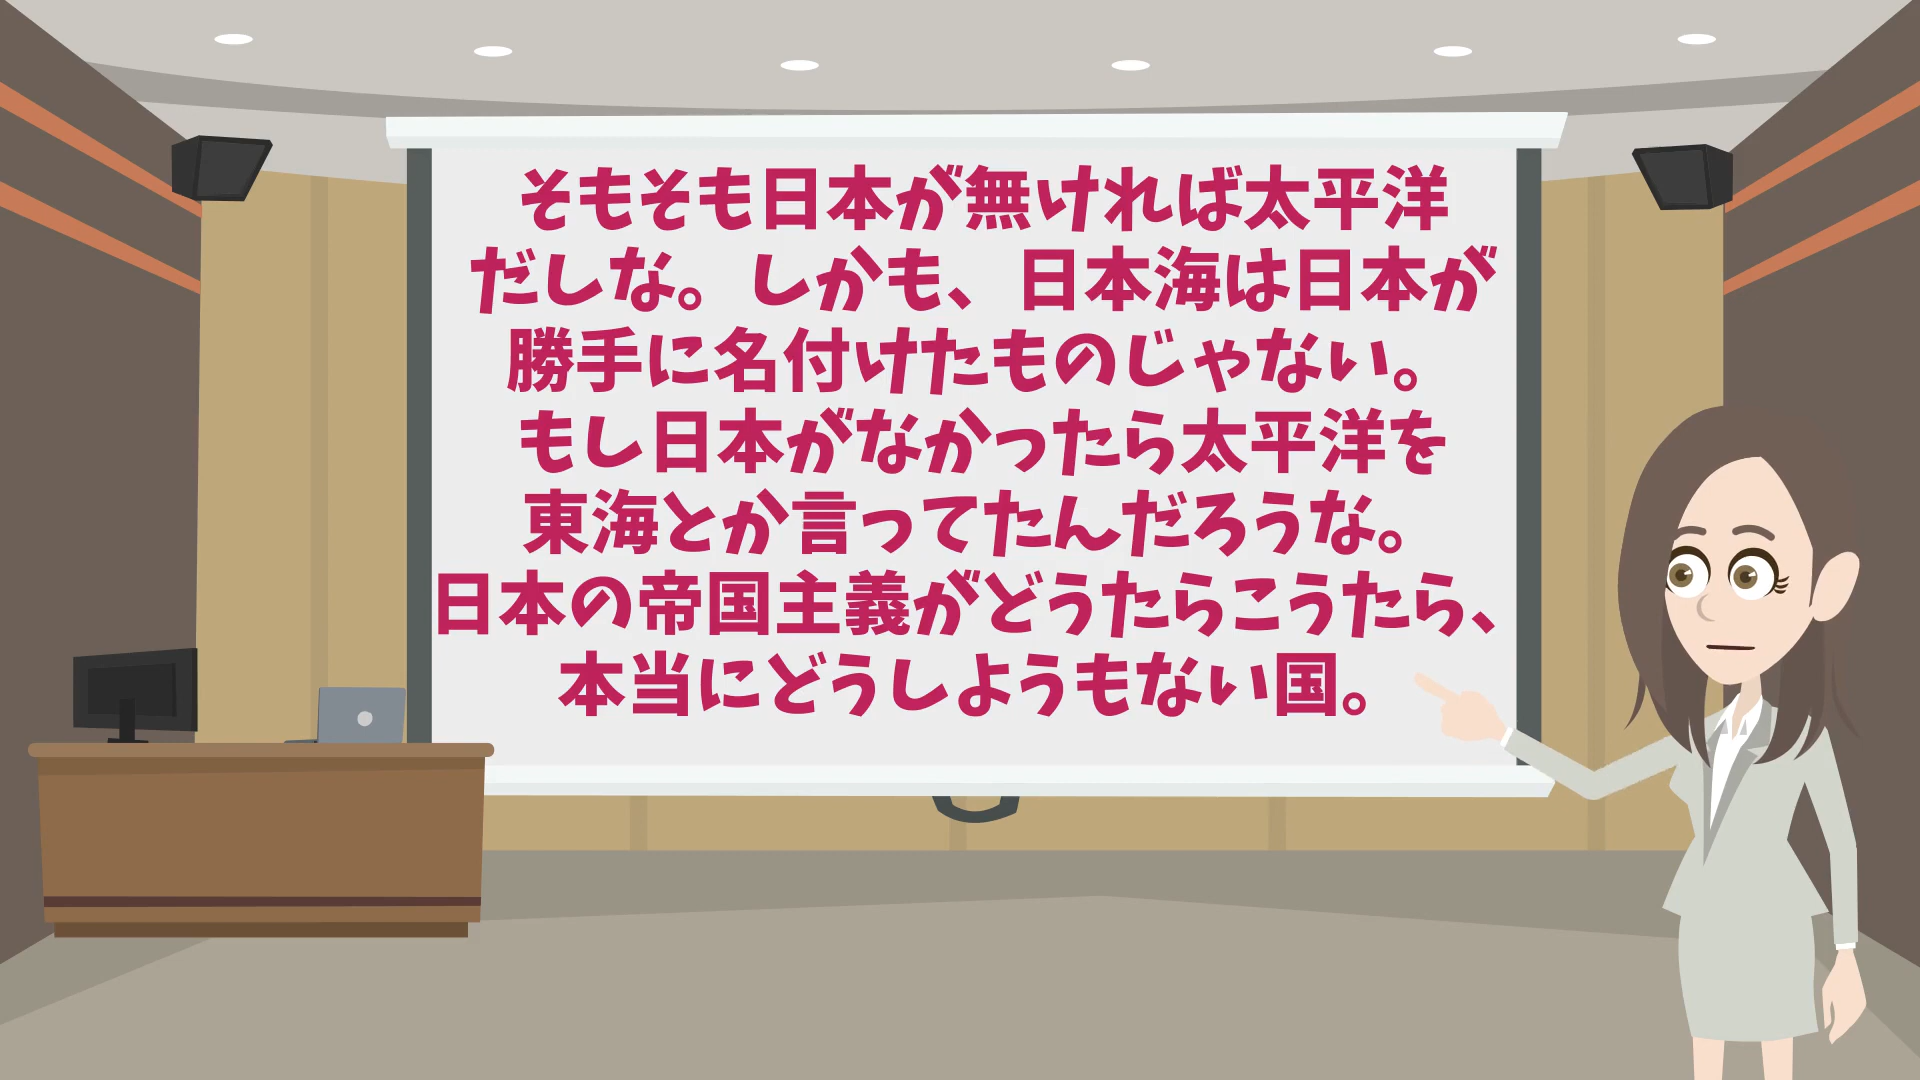 そもそも日本が無ければ太平洋
だしな。しかも、日本海は日本が
勝手に名付けたものじゃない。
もし日本がなかったら太平洋を
東海とか言ってたんだろうな。
日本の帝国主義がどうたらこうたら、
本当にどうしようもない国。